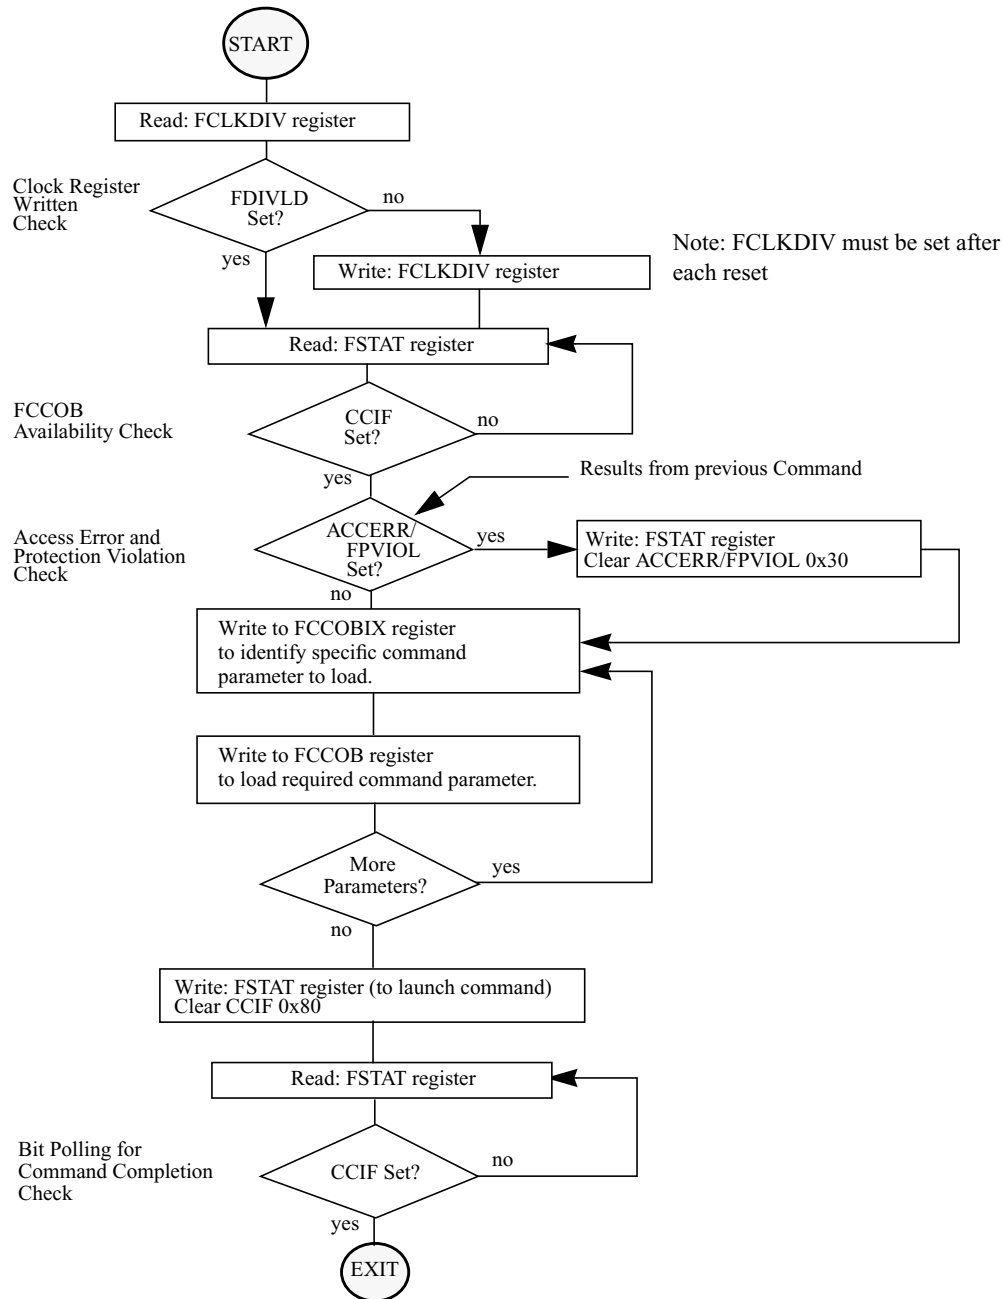 START
Read: FCLKDIV register
Clock Register
Written
Check
FDIVLD
Set?
no
yes
Note: FCLKDIV must be set after
each reset
Write: FCLKDIV register
Read: FSTAT register
FCCOB
Availability Check
CCIF
Set?
no
yes
Results from previous Command
Access Error and
Protection Violation
Check
ACCERR/
FPVIOL
Set?
yes
no
Write: FSTAT register
Clear ACCERR/FPVIOL 0x30
Write to FCCOBIX register
to identify specific command
parameter to load.
Write to FCCOB register
to load required command parameter.
More
Parameters?
yes
no
Write: FSTAT register (to launch command)
Clear CCIF 0x80
Read: FSTAT register
Bit Polling for
Command Completion
Check
CCIF Set?
no
yes
EXIT